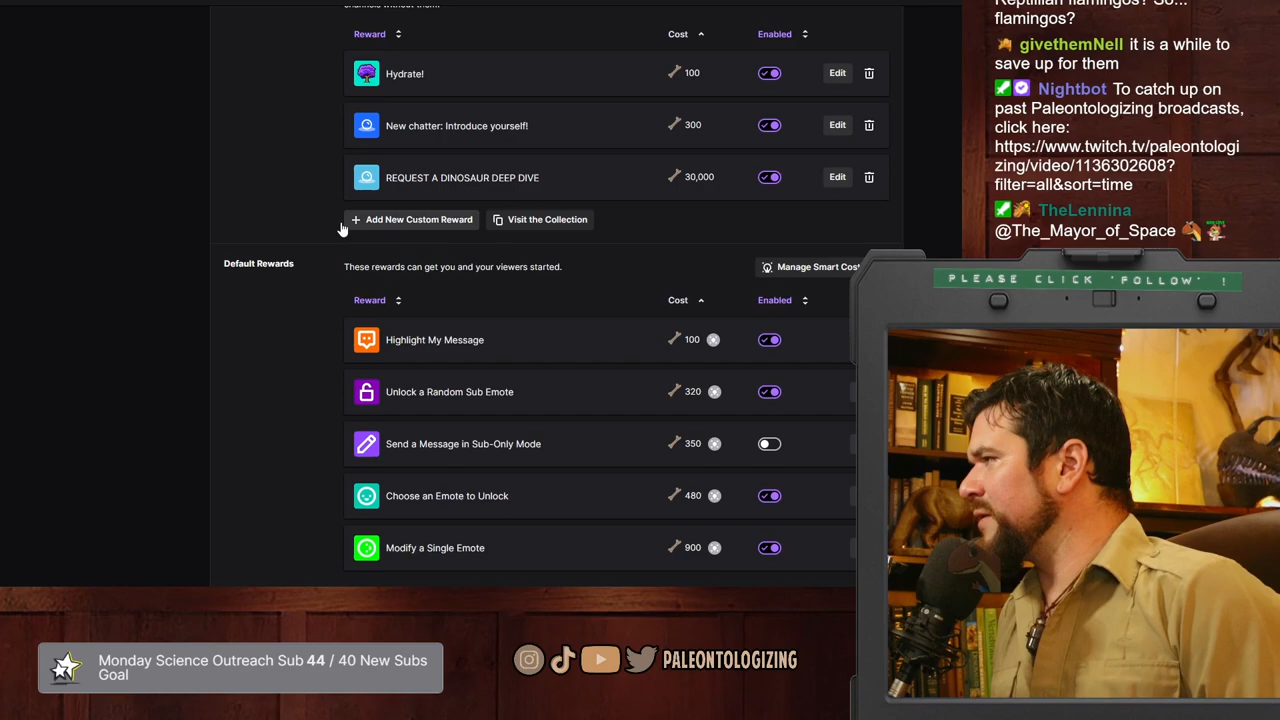 channels without them.
Reward
Cost
Enabled
Hydrate!
100
Edit
New chatter: Introduce yourself!
300
Edit
REQUEST A DINOSAUR DEEP DIVE
30,000
Edit
Add New Custom Reward
Visit the Collection
Default Rewards
These rewards can get you and your viewers started.
Manage Smart Cost
Reward
Cost
Enabled
Highlight My Message
100
Unlock a Random Sub Emote
320
Send a Message in Sub-Only Mode
350
Choose an Emote to Unlock
480
Modify a Single Emote
900
Reptilian flamingos? So...
flamingos?
givethemNell it is a while to
save up for them
Nightbot To catch up on
past Paleontologizing broadcasts,
click here:
https://www.twitch.tv/paleontologi
zing/video/1136302608?
filter=all&sort=time
TheLennina
@The_Mayor_of_Space
PLEASE CLICK 'FOLLOW' !
Monday Science Outreach Sub 44 / 40 New Subs
Goal
PALEONTOLOGIZING